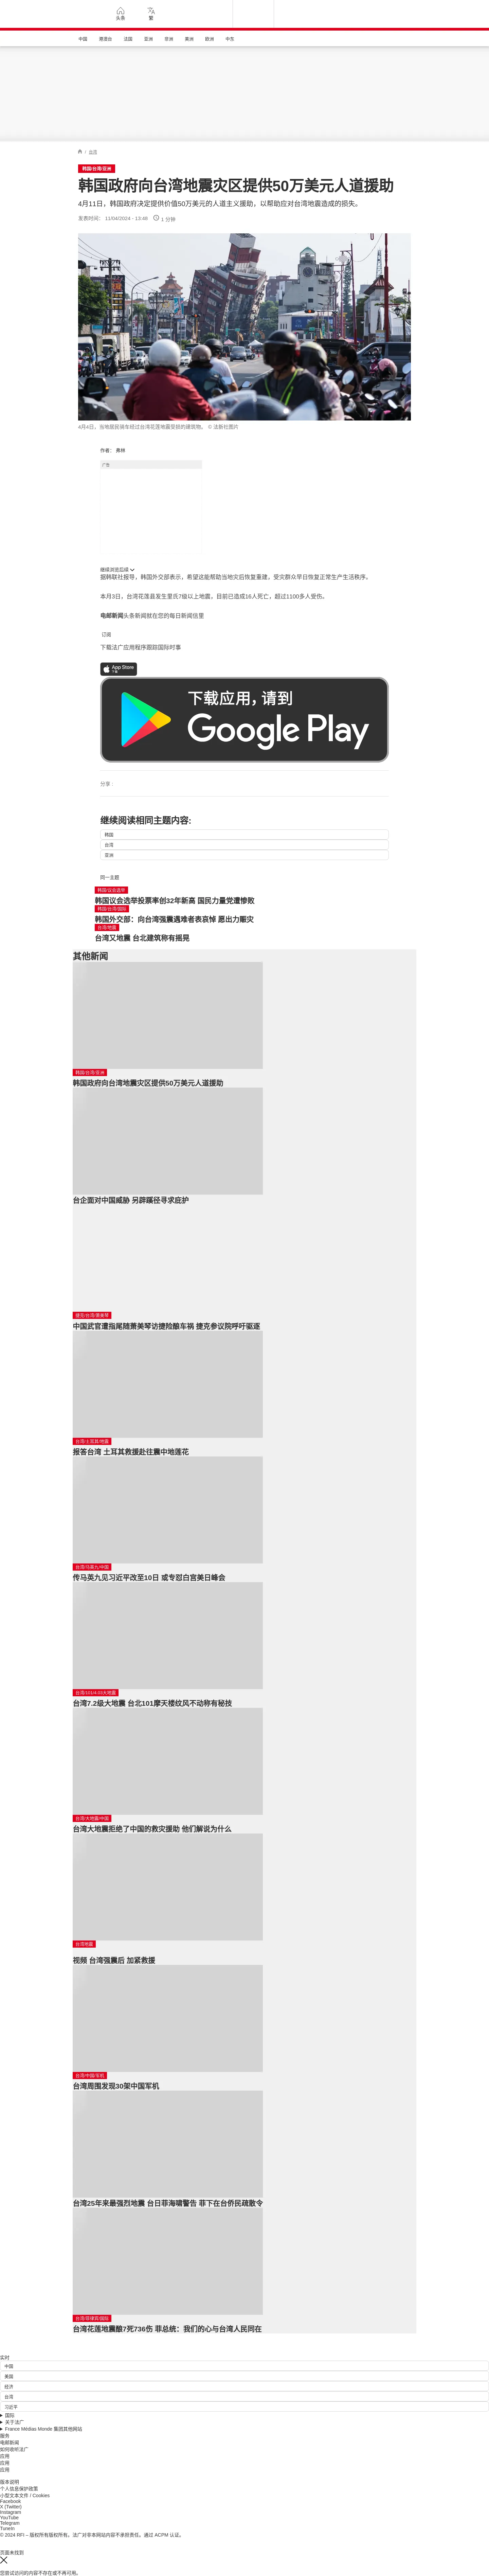 头条
繁
中国
港澳台
法国
亚洲
非洲
美洲
欧洲
中东
/ 台湾
韩国/台湾/亚洲
韩国政府向台湾地震灾区提供50万美元人道援助
4月11日，韩国政府决定提供价值50万美元的人道主义援助，以帮助应对台湾地震造成的损失。
发表时间： 11/04/2024 - 13:48
1 分钟
4月4日，当地居民骑车经过台湾花莲地震受损的建筑物。 © 法新社图片
作者： 弗林
广告
继续浏览后续
据韩联社报导，韩国外交部表示，希望这能帮助当地灾后恢复重建，受灾群众早日恢复正常生产生活秩序。
本月3日，台湾花莲县发生里氏7级以上地震，目前已造成16人死亡，超过1100多人受伤。
电邮新闻头条新闻就在您的每日新闻信里
订阅
下载法广应用程序跟踪国际时事
App Store
下载
下载应用，请到
Google Play
分享 :
继续阅读相同主题内容:
韩国
台湾
亚洲
同一主题
韩国/议会选举
韩国议会选举投票率创32年新高 国民力量党遭惨败
韩国/台湾/国际
韩国外交部：向台湾强震遇难者表哀悼 愿出力赈灾
台湾/地震
台湾又地震 台北建筑称有摇晃
其他新闻
韩国/台湾/亚洲
韩国政府向台湾地震灾区提供50万美元人道援助
台企面对中国威胁 另辟蹊径寻求庇护
捷克/台湾/萧美琴
中国武官遭指尾随萧美琴访捷险酿车祸 捷克参议院呼吁驱逐
台湾/土耳其/地震
报答台湾 土耳其救援赴往震中地莲花
台湾/马英九/中国
传马英九见习近平改至10日 或专怼白宫美日峰会
台湾/101/4.03大地震
台湾7.2级大地震 台北101摩天楼纹风不动称有秘技
台湾/大地震/中国
台湾大地震拒绝了中国的救灾援助 他们解说为什么
台湾地震
视频 台湾强震后 加紧救援
台湾/中国/军机
台湾周围发现30架中国军机
台湾25年来最强烈地震 台日菲海啸警告 菲下在台侨民疏散令
台湾/菲律宾/国际
台湾花莲地震酿7死736伤 菲总统：我们的心与台湾人民同在
实时
中国
美国
经济
台湾
习近平
国际
关于法广
France Médias Monde 集团其他网站
服务
电邮新闻
如何收听法广
应用
应用
应用
版本说明
个人信息保护政策
小型文本文件 / Cookies
Facebook
X (Twitter)
Instagram
YouTube
Telegram
TuneIn
© 2024 RFI – 版权所有版权所有。法广对非本网站内容不承担责任。通过 ACPM 认证。
页面未找到
您尝试访问的内容不存在或不再可用。